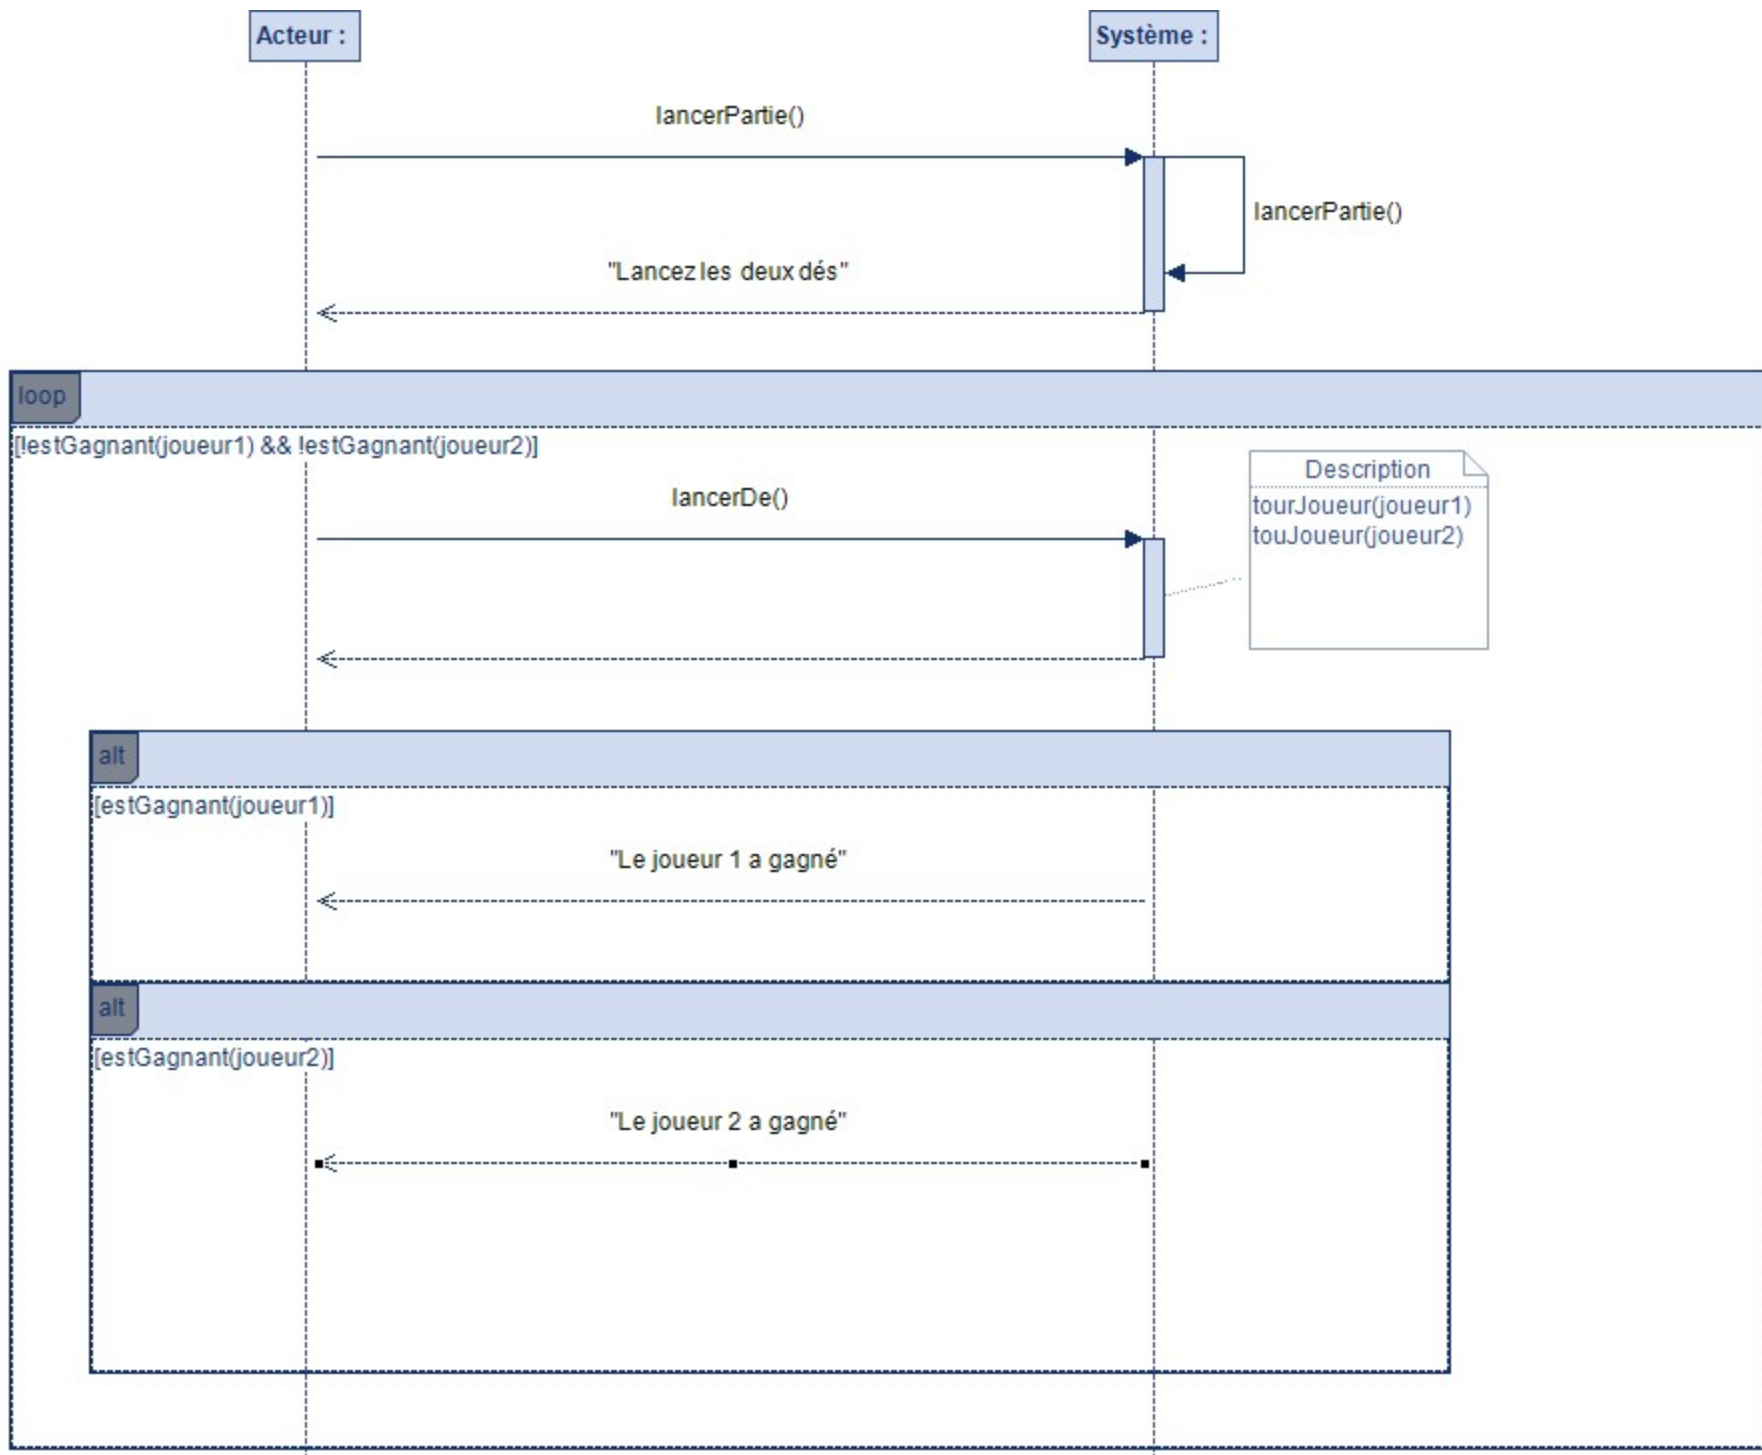 Acteur :
Système :
lancerPartie()
lancerPartie()
"Lancez les deux dés"
loop
[!estGagnant(joueur1) && !estGagnant(joueur2)]
Description
tourJoueur(joueur1)
touJoueur(joueur2)
lancerDe()
alt
[estGagnant(joueur1)]
"Le joueur 1 a gagné"
alt
[estGagnant(joueur2)]
"Le joueur 2 a gagné"